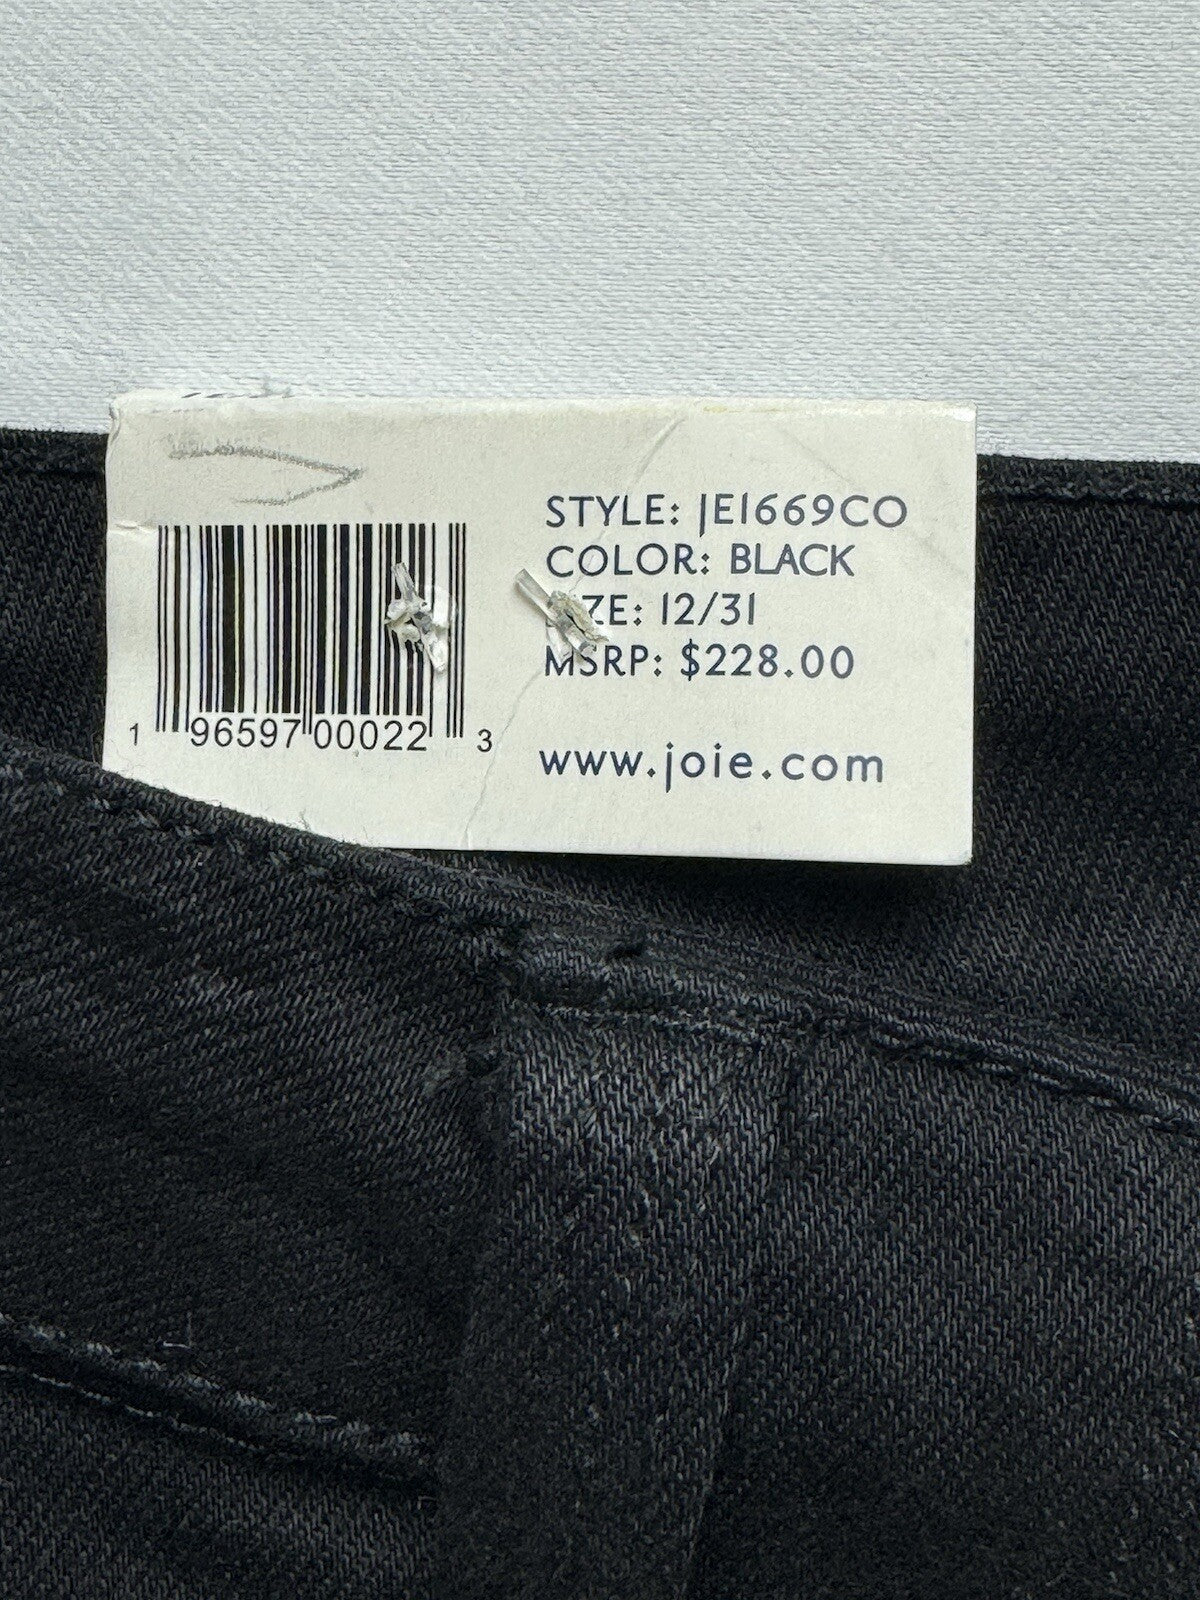 STYLE: JE1669CO
COLOR: BLACK
ZE: 12/31
MSRP: $228.00
1 96597 00022 3
www.joie.com